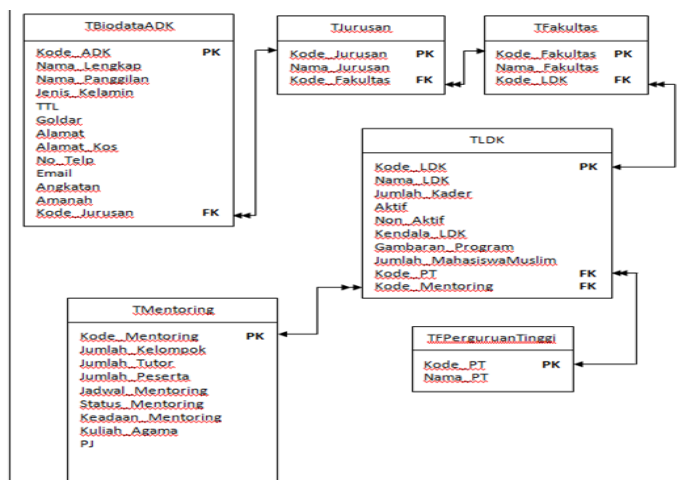 TBiodataADK
Kode_ADK PK
Nama_Lengkap
Nama_Panggilan
Jenis_Kelamin
TTL
Goldar
Alamat
Alamat_Kos
No_Telp
Email
Angkatan
Amanah
Kode_Jurusan FK
TJurusan
Kode_Jurusan PK
Nama_Jurusan
Kode_Fakultas FK
TFakultas
Kode_Fakultas PK
Nama_Fakultas
Kode_LDK FK
TLDK
Kode_LDK PK
Nama_LDK
Jumlah_Kader
Aktif
Non_Aktif
Kendala_LDK
Gambaran_Program
Jumlah_MahasiswaMuslim
Kode_PT FK
Kode_Mentoring FK
TMentoring
Kode_Mentoring PK
Jumlah_Kelompok
Jumlah_Tutor
Jumlah_Peserta
Jadwal_Mentoring
Status_Mentoring
Keadaan_Mentoring
Kuliah_Agama
PJ
TFPerguruanTinggi
Kode_PT PK
Nama_PT